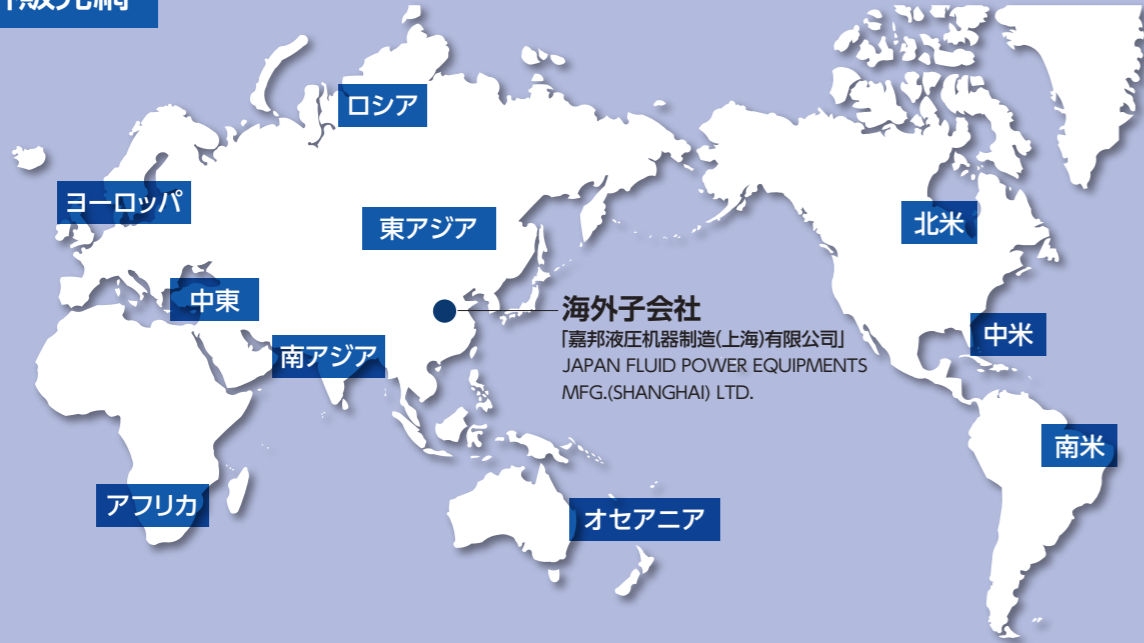 販売網
ロシア
ヨーロッパ
東アジア
北米
中東
海外子会社
「嘉邦液圧机器制造(上海)有限公司」
JAPAN FLUID POWER EQUIPMENTS
MFG.(SHANGHAI) LTD.
中米
南アジア
南米
アフリカ
オセアニア